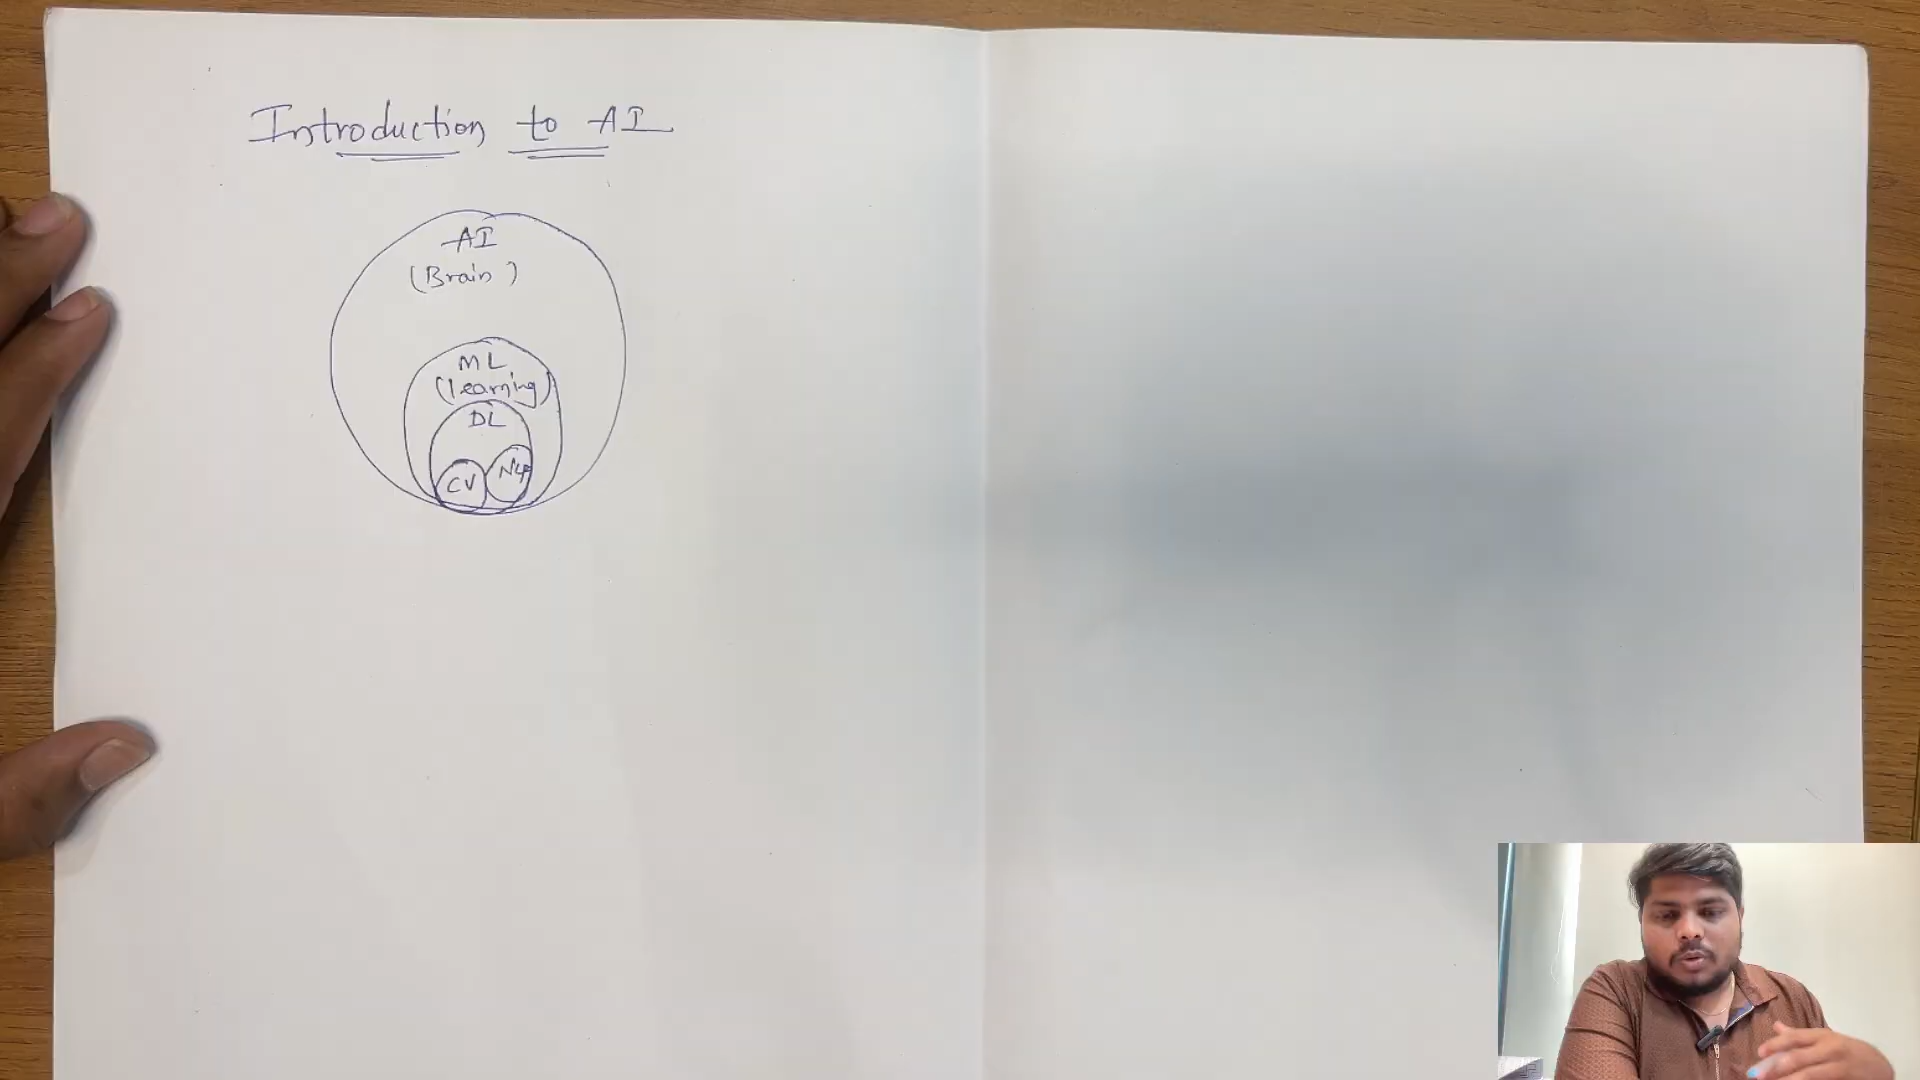 Introduction to AI
AI
(Brain)
ML
(learning)
DL
CV
NLP